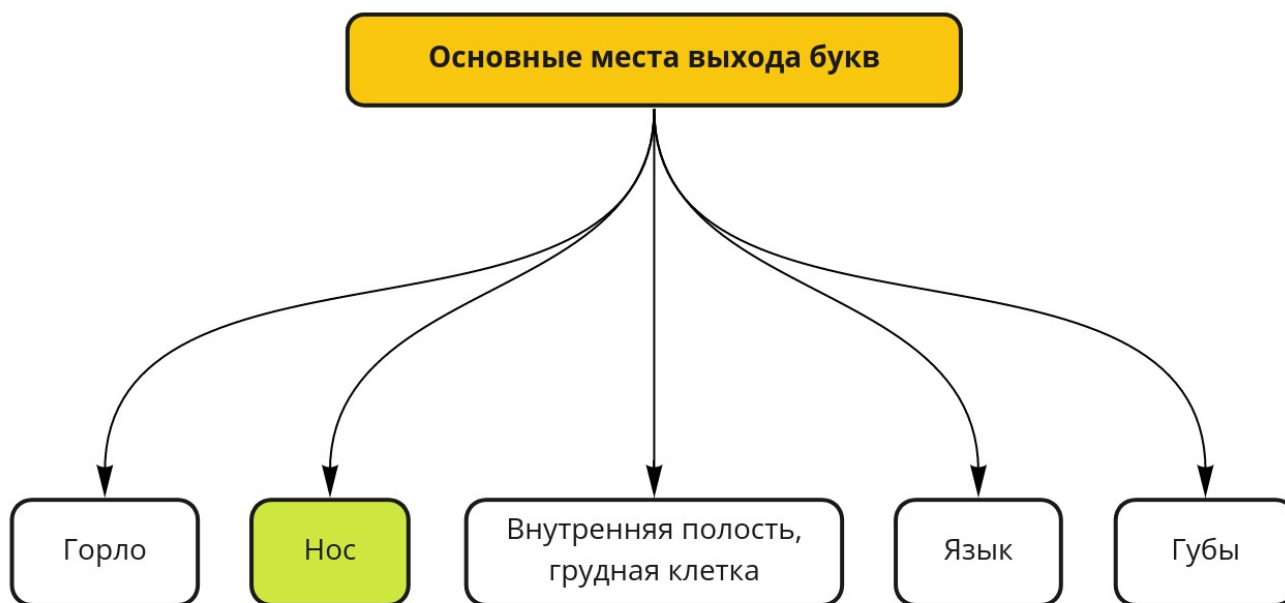 Основные места выхода букв
Горло
Нос
Внутренняя полость,
грудная клетка
Язык
Губы